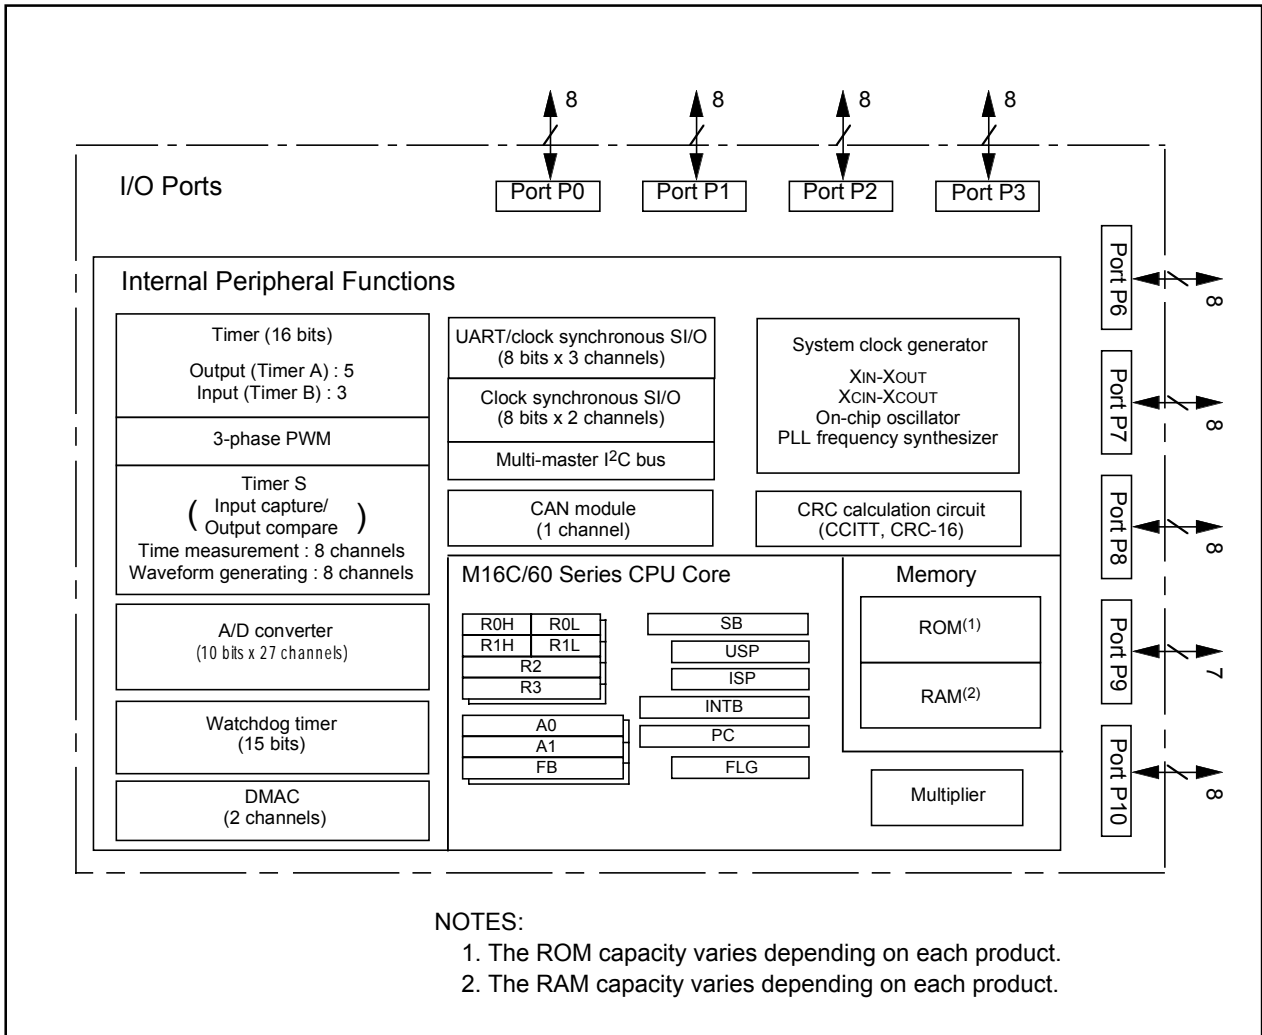 8
8
8
8
I/O Ports
Port P0
Port P1
Port P2
Port P3
Port P6
8
Port P7
8
Port P8
8
Port P9
7
Port P10
8
Internal Peripheral Functions
Timer (16 bits)
Output (Timer A) : 5
Input (Timer B) : 3
3-phase PWM
Timer S
( Input capture/
Output compare )
Time measurement : 8 channels
Waveform generating : 8 channels
A/D converter
(10 bits x 27 channels)
Watchdog timer
(15 bits)
DMAC
(2 channels)
UART/clock synchronous SI/O
(8 bits x 3 channels)
Clock synchronous SI/O
(8 bits x 2 channels)
Multi-master I²C bus
CAN module
(1 channel)
System clock generator
XIN-XOUT
XCIN-XCOUT
On-chip oscillator
PLL frequency synthesizer
CRC calculation circuit
(CCITT, CRC-16)
M16C/60 Series CPU Core
R0H R0L
R1H R1L
R2
R3
A0
A1
FB
SB
USP
ISP
INTB
PC
FLG
Memory
ROM(1)
RAM(2)
Multiplier
NOTES:
1. The ROM capacity varies depending on each product.
2. The RAM capacity varies depending on each product.